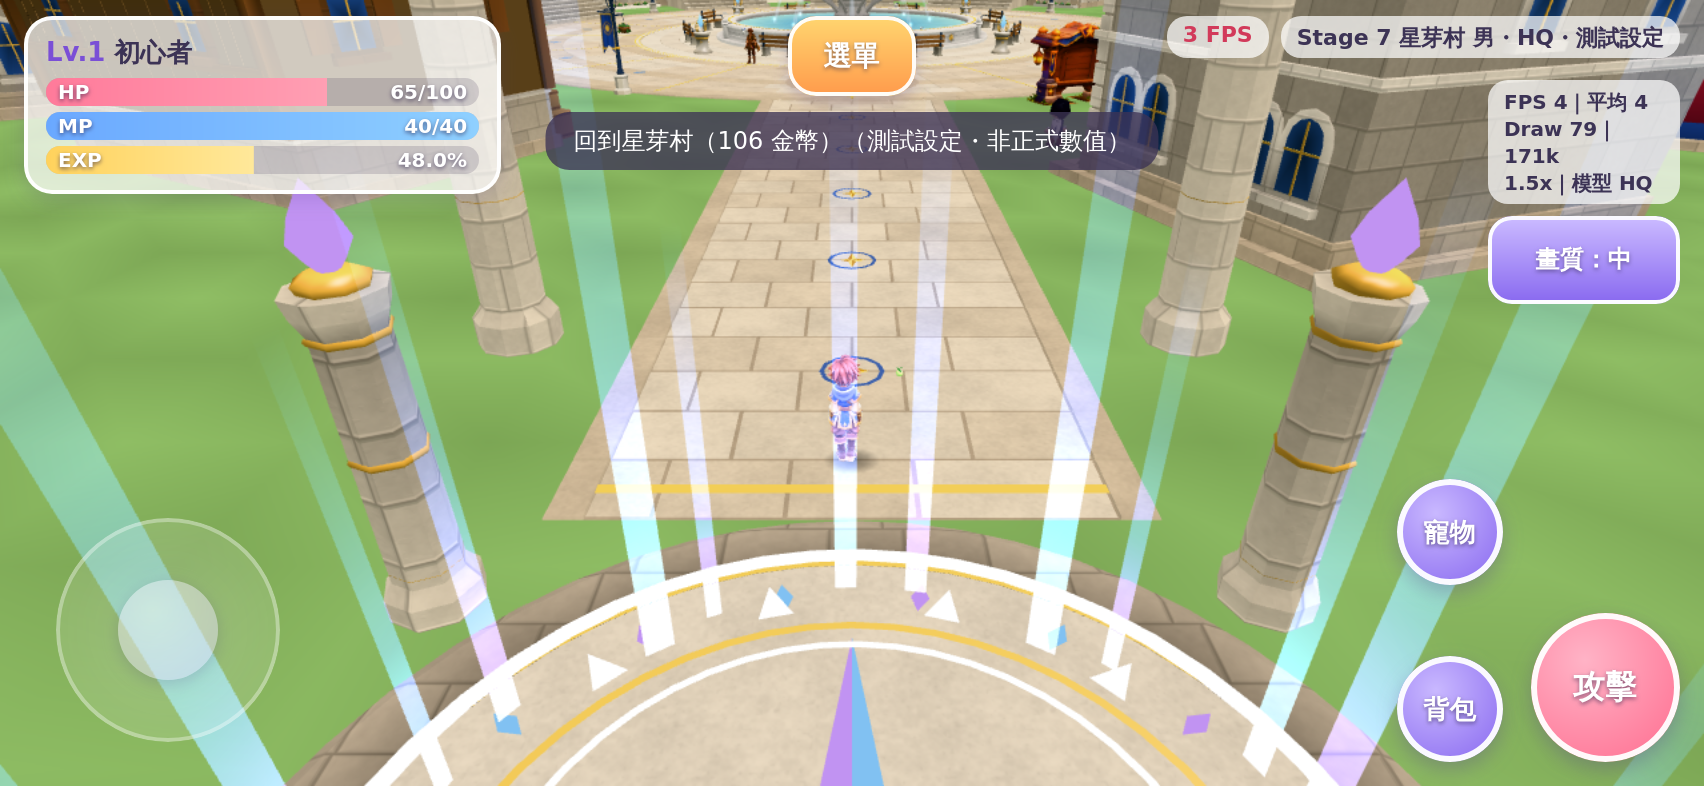 Lv.1 初心者
HP 65/100
MP 40/40
EXP 48.0%
選單
3 FPS
Stage 7 星芽村 男・HQ・測試設定
FPS 4｜平均 4
Draw 79｜
171k
1.5x｜模型 HQ
畫質：中
回到星芽村（106 金幣）（測試設定・非正式數值）
寵物
背包
攻擊